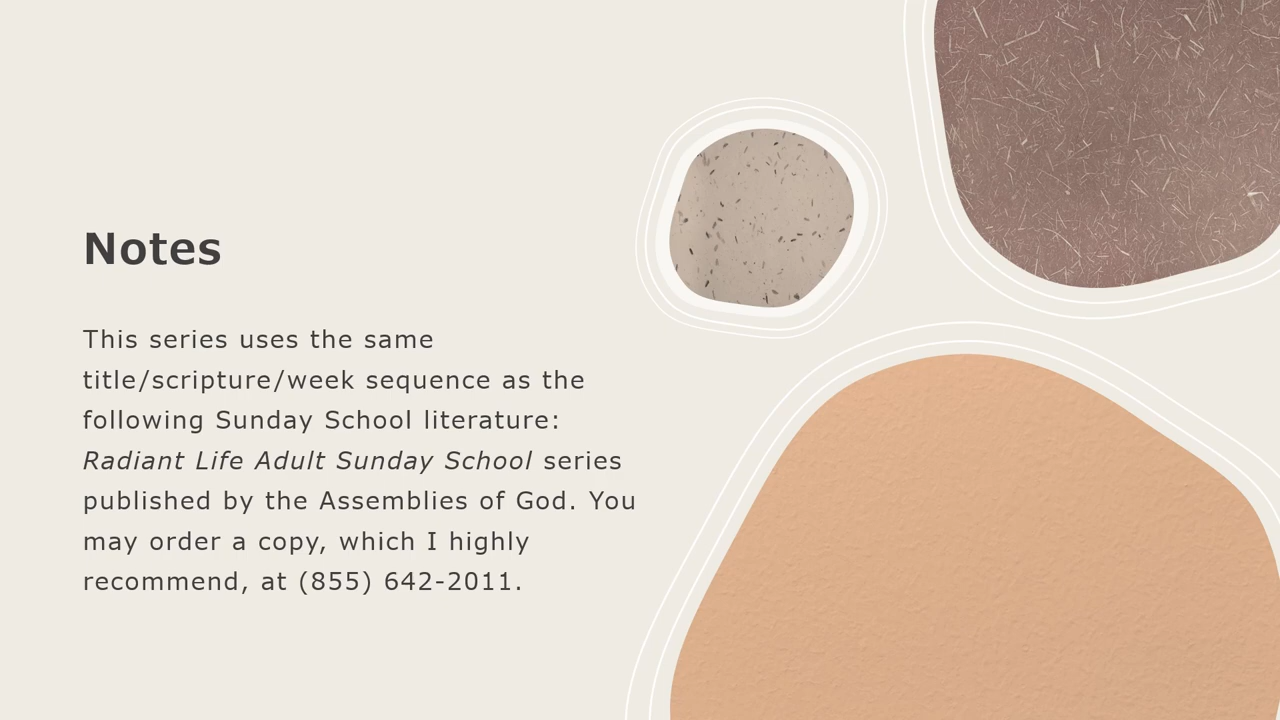 Notes
This series uses the same
title/scripture/week sequence as the
following Sunday School literature:
Radiant Life Adult Sunday School series
published by the Assemblies of God. You
may order a copy, which I highly
recommend, at (855) 642-2011.